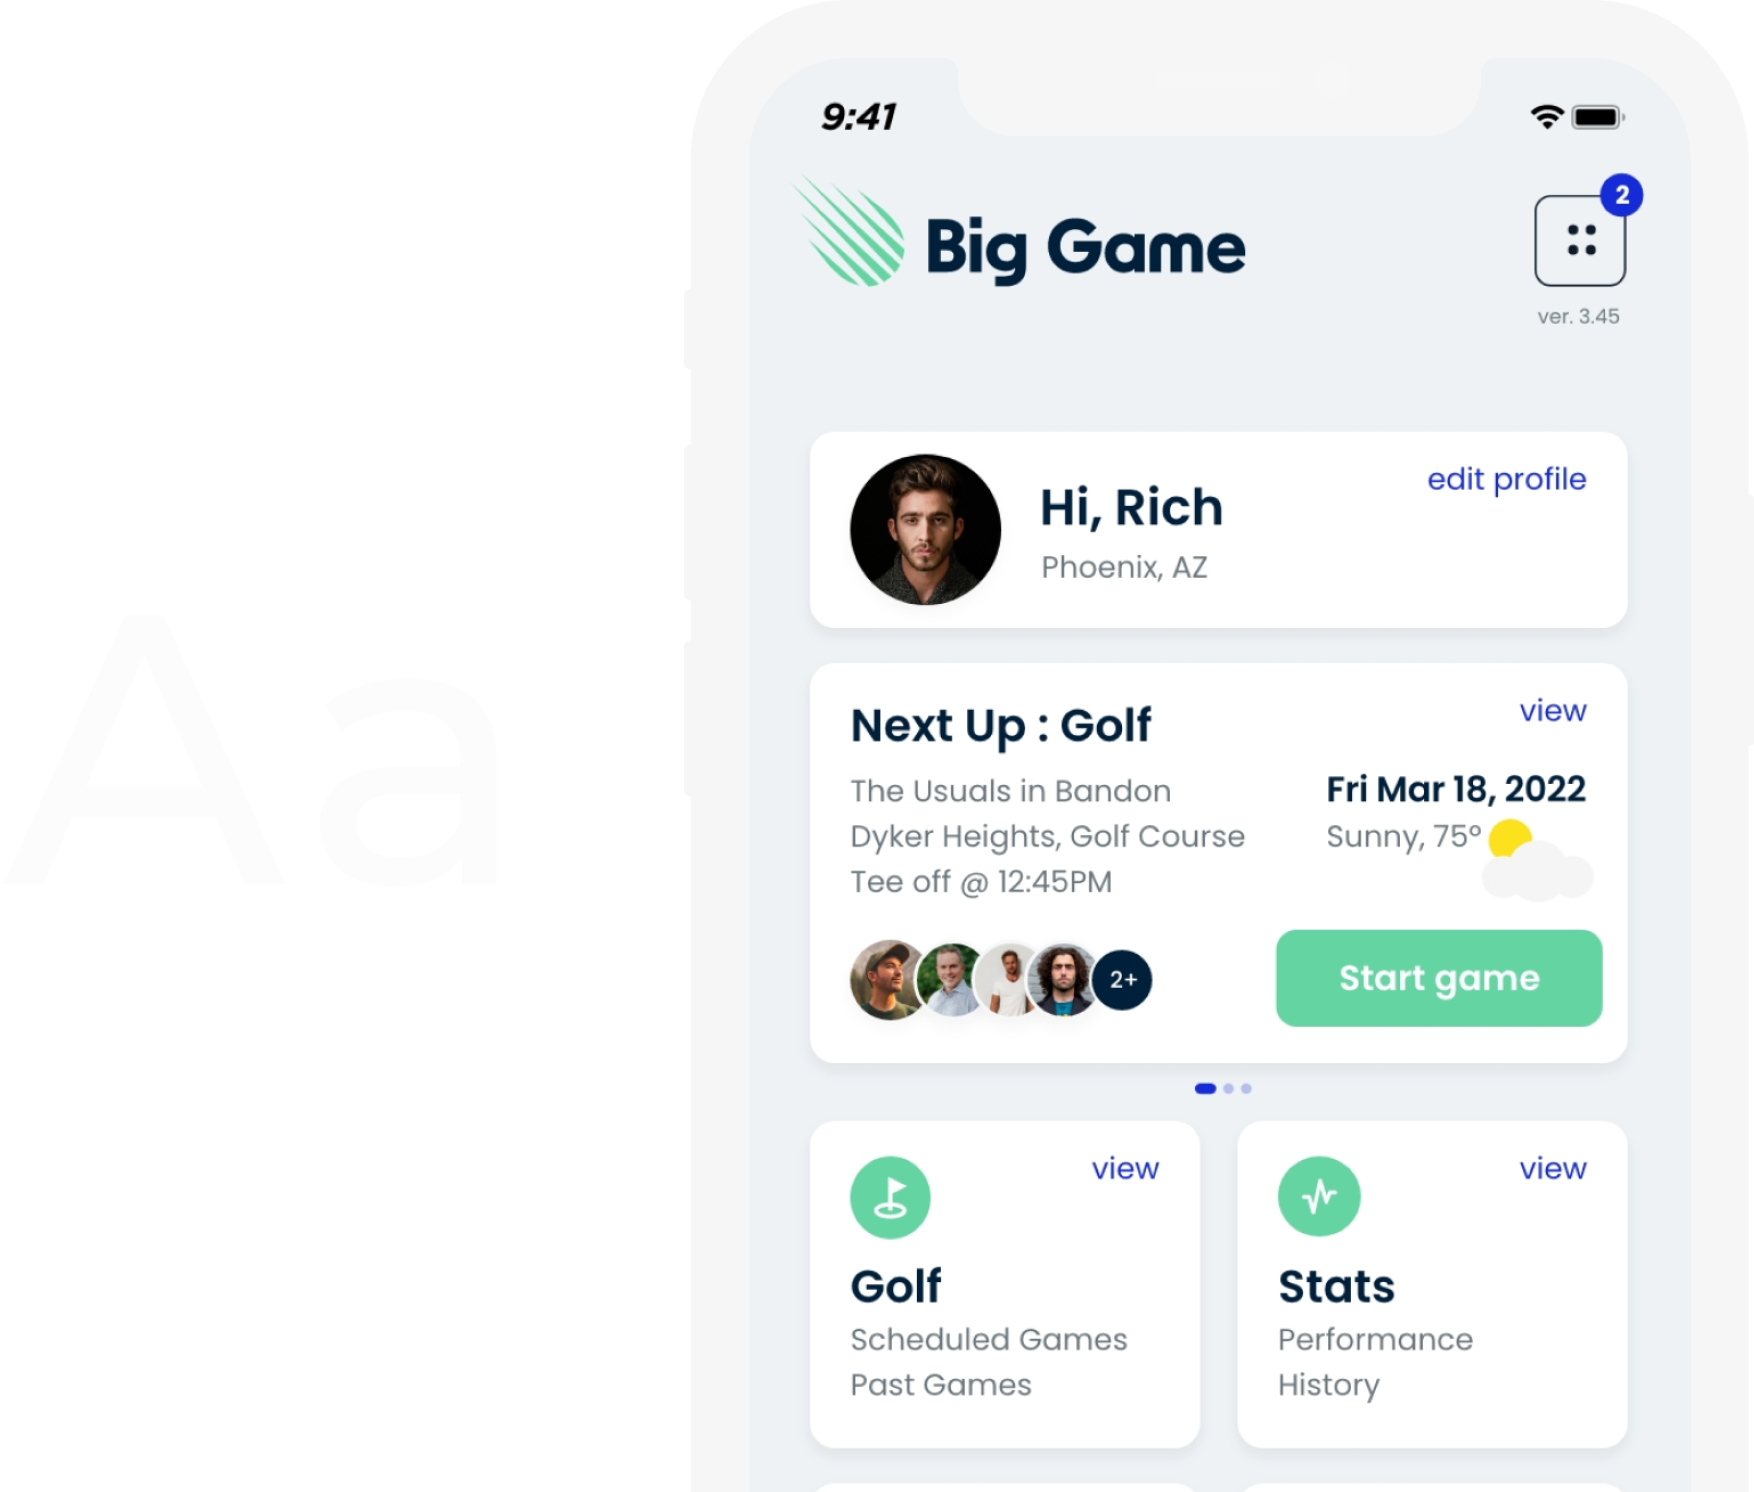 9:41
Big Game
2
ver. 3.45
Hi, Rich
edit profile
Phoenix, AZ
Aa
Next Up : Golf
view
The Usuals in Bandon
Fri Mar 18, 2022
Dyker Heights, Golf Course
Sunny, 75°
Tee off @ 12:45PM
2+
Start game
view
Golf
Scheduled Games
Past Games
view
Stats
Performance
History